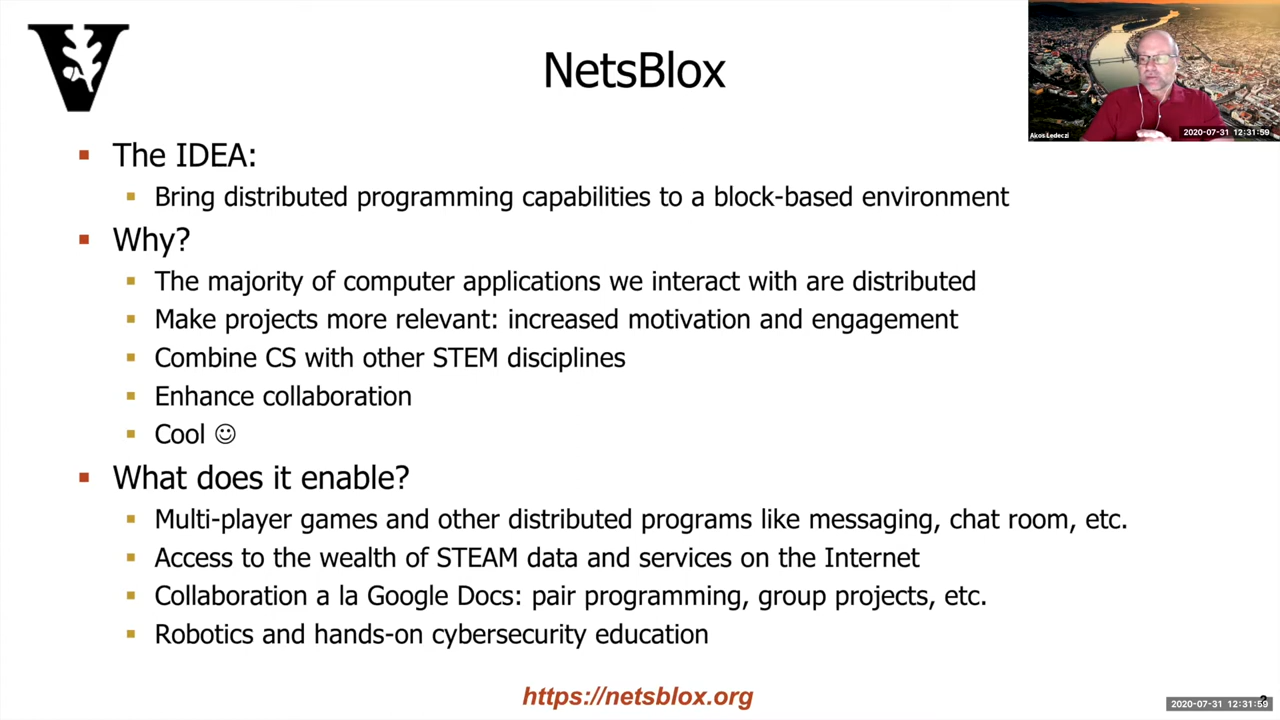 V
NetsBlox
Akos Ledeczi
2020-07-31 12:31:59
The IDEA:
Bring distributed programming capabilities to a block-based environment
Why?
The majority of computer applications we interact with are distributed
Make projects more relevant: increased motivation and engagement
Combine CS with other STEM disciplines
Enhance collaboration
Cool ☺
What does it enable?
Multi-player games and other distributed programs like messaging, chat room, etc.
Access to the wealth of STEAM data and services on the Internet
Collaboration a la Google Docs: pair programming, group projects, etc.
Robotics and hands-on cybersecurity education
https://netsblox.org
2020-07-31 12:31:59